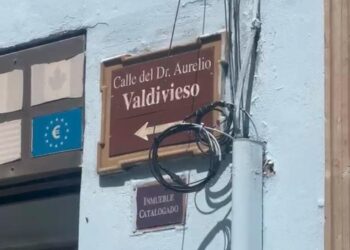 Calle del Dr. Aurelio
Valdivieso
€
INMUEBLE
CATALOGADO